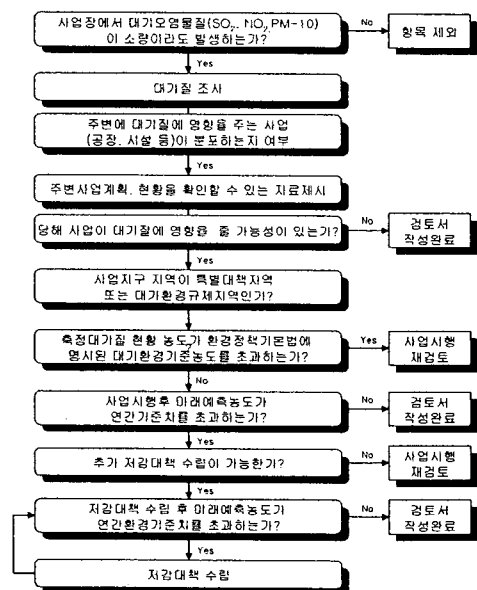 사업장에서 대기오염물질(SO₂, NO₂, PM-10)
이 소량이라도 발생하는가?
No
항목 제외
Yes
대기질 조사
주변에 대기질에 영향을 주는 사업
(공장, 시설 등)이 분포하는지 여부
Yes
주변사업계획, 현황을 확인할 수 있는 자료제시
당해 사업이 대기질에 영향을 줄 가능성이 있는가?
No
검토서
작성완료
Yes
사업지구 지역이 특별대책지역
또는 대기환경규제지역인가?
측정대기질 현황 농도가 환경정책기본법에
명시된 대기환경기준농도를 초과하는가?
Yes
사업시행
재검토
No
사업시행후 미래예측농도가
연간기준치를 초과하는가?
No
검토서
작성완료
Yes
추가 저감대책 수립이 가능한가?
No
사업시행
재검토
Yes
저감대책 수립 후 미래예측농도가
연간환경기준치를 초과하는가?
No
검토서
작성완료
Yes
저감대책 수립